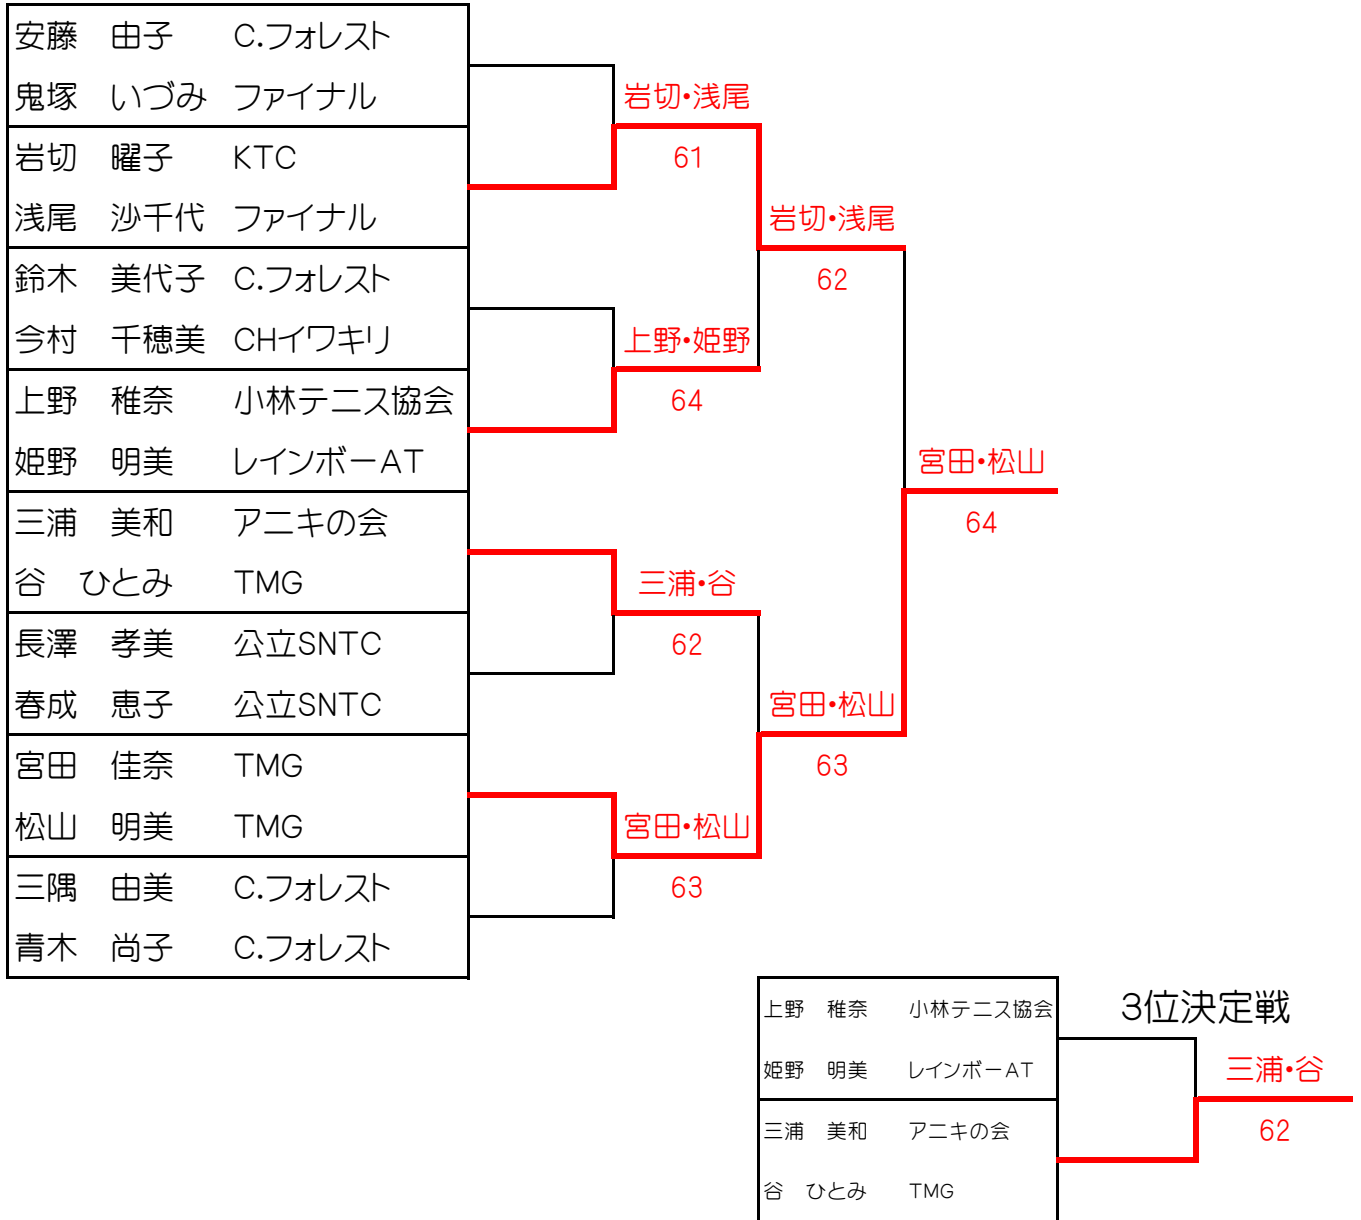 安藤　由子　C.フォレスト
鬼塚　いづみ　ファイナル
岩切・浅尾
岩切　曜子　KTC
61
浅尾　沙千代　ファイナル
岩切・浅尾
鈴木　美代子　C.フォレスト
62
今村　千穂美　CHイワキリ
上野・姫野
上野　稚奈　小林テニス協会
64
姫野　明美　レインボーAT
宮田・松山
三浦　美和　アニキの会
64
谷　ひとみ　TMG
三浦・谷
長澤　孝美　公立SNTC
62
春成　恵子　公立SNTC
宮田・松山
宮田　佳奈　TMG
63
松山　明美　TMG
宮田・松山
三隅　由美　C.フォレスト
63
青木　尚子　C.フォレスト
3位決定戦
上野　稚奈　小林テニス協会
姫野　明美　レインボーAT
三浦・谷
三浦　美和　アニキの会
62
谷　ひとみ　TMG